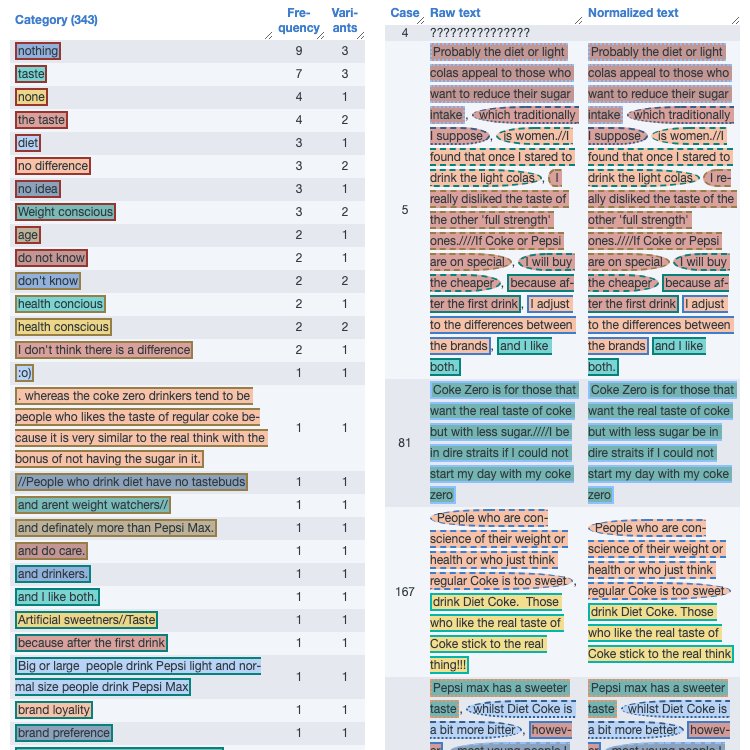 Category (343)
Fre-
quency
Vari-
ants
nothing 9 3
taste 7 3
none 4 1
the taste 4 2
diet 3 1
no difference 3 2
no idea 3 1
Weight conscious 3 2
age 2 1
do not know 2 1
don't know 2 2
health concious 2 1
health conscious 2 2
I don't think there is a difference 2 1
:o) 1 1
. whereas the coke zero drinkers tend to be
people who likes the taste of regular coke be-
cause it is very similar to the real think with the
bonus of not having the sugar in it.
1 1
//People who drink diet have no tastebuds 1 1
and arent weight watchers// 1 1
and definately more than Pepsi Max. 1 1
and do care. 1 1
and drinkers. 1 1
and I like both. 1 1
Artificial sweetners//Taste 1 1
because after the first drink 1 1
Big or large people drink Pepsi light and nor-
mal size people drink Pepsi Max
1 1
brand loyality 1 1
brand preference 1 1
Case Raw text Normalized text
4 ???????????????
5
Probably the diet or light
colas appeal to those who
want to reduce their sugar
intake , which traditionally
I suppose , is women.//I
found that once I stared to
drink the light colas , I
really disliked the taste of
the other 'full strength'
ones.////If Coke or Pepsi
are on special , I will buy
the cheaper , because af-
ter the first drink , I adjust
to the differences between
the brands , and I like
both.
Probably the diet or light
colas appeal to those who
want to reduce their sugar
intake which traditionally
I suppose is women.//I
found that once I stared to
drink the light colas I re-
ally disliked the taste of the
other 'full strength'
ones.////If Coke or Pepsi
are on special I will buy
the cheaper because af-
ter the first drink I adjust
to the differences between
the brands and I like
both.
81
Coke Zero is for those that
want the real taste of coke
but with less sugar.////I be
in dire straits if I could not
start my day with my coke
zero
Coke Zero is for those that
want the real taste of coke
but with less sugar be in
dire straits if I could not
start my day with my coke
zero
167
People who are con-
science of their weight or
health or who just think
regular Coke is too sweet ,
drink Diet Coke. Those
who like the real taste of
Coke stick to the real
thing!!!
People who are con-
science of their weight or
health or who just think
regular Coke is too sweet
drink Diet Coke. Those
who like the real taste of
Coke stick to the real think
Pepsi max has a sweeter
taste , whilst Diet Coke is
a bit more bitter , howev-
Pepsi max has a sweeter
taste whilst Diet Coke is
a bit more better howev-